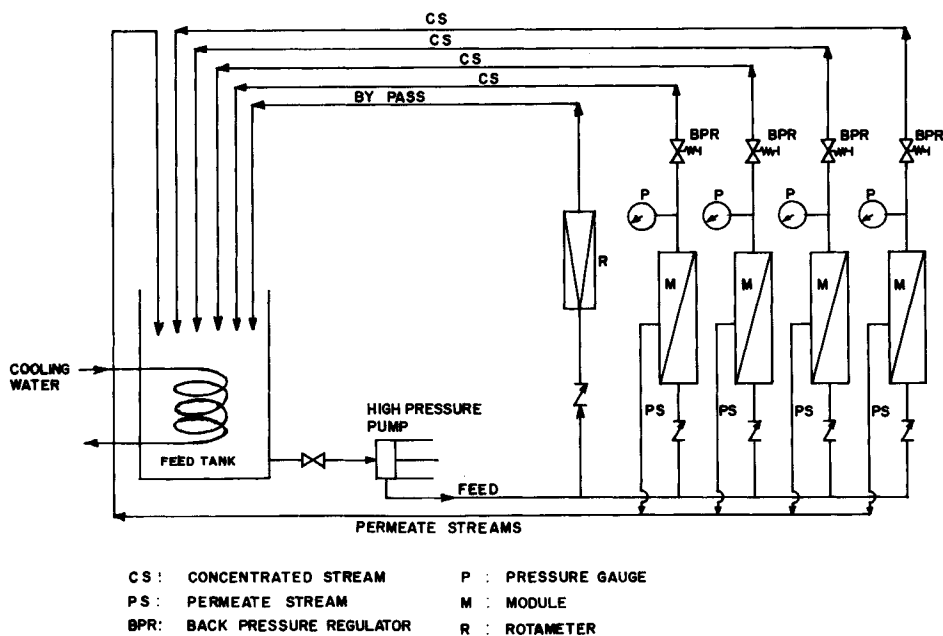 CS
CS
CS
CS
BY PASS
BPR
BPR
BPR
BPR
P
P
P
P
R
M
M
M
M
COOLING
WATER
HIGH PRESSURE
PUMP
PS
PS
PS
PS
FEED TANK
FEED
PERMEATE STREAMS
CS : CONCENTRATED STREAM
PS : PERMEATE STREAM
BPR: BACK PRESSURE REGULATOR
P : PRESSURE GAUGE
M : MODULE
R : ROTAMETER